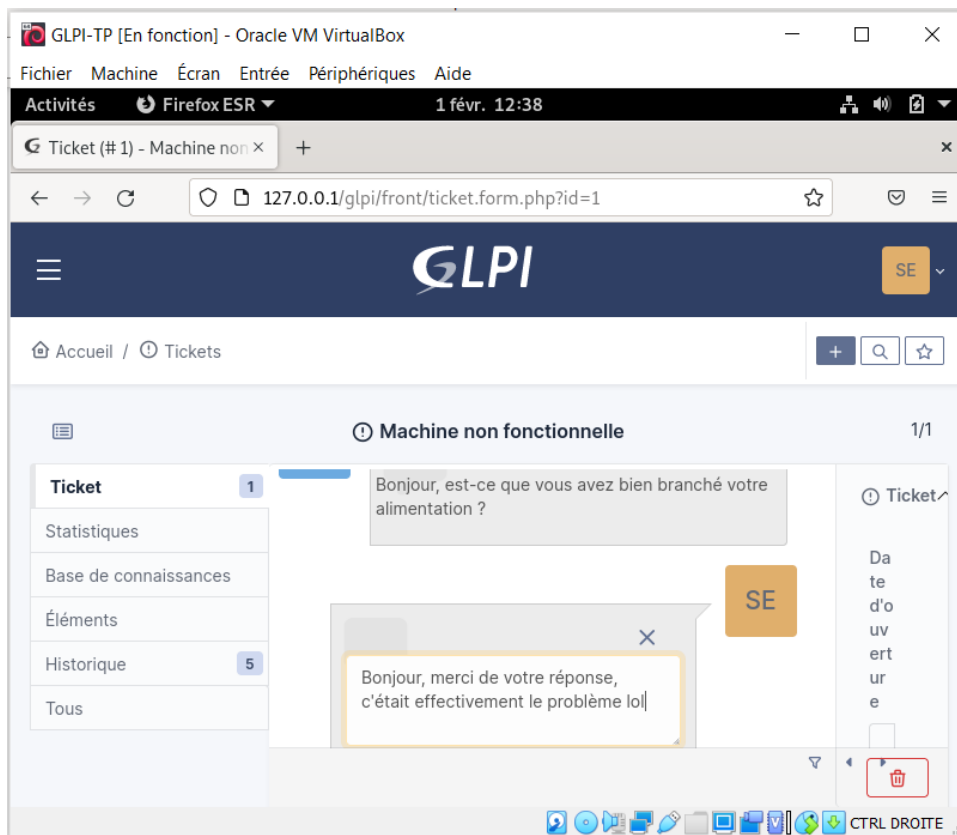 GLPI-TP [En fonction] - Oracle VM VirtualBox
Fichier Machine Écran Entrée Périphériques Aide
Activités Firefox ESR 1 févr. 12:38
Ticket (# 1) - Machine non
127.0.0.1/glpi/front/ticket.form.php?id=1
GLPI
SE
Accueil / Tickets
Machine non fonctionnelle 1/1
Ticket 1
Statistiques
Base de connaissances
Éléments
Historique 5
Tous
Bonjour, est-ce que vous avez bien branché votre
alimentation ?
SE
Bonjour, merci de votre réponse,
c'était effectivement le problème lol
Ticket
Da
te
d'o
uv
ert
ur
e
CTRL DROITE